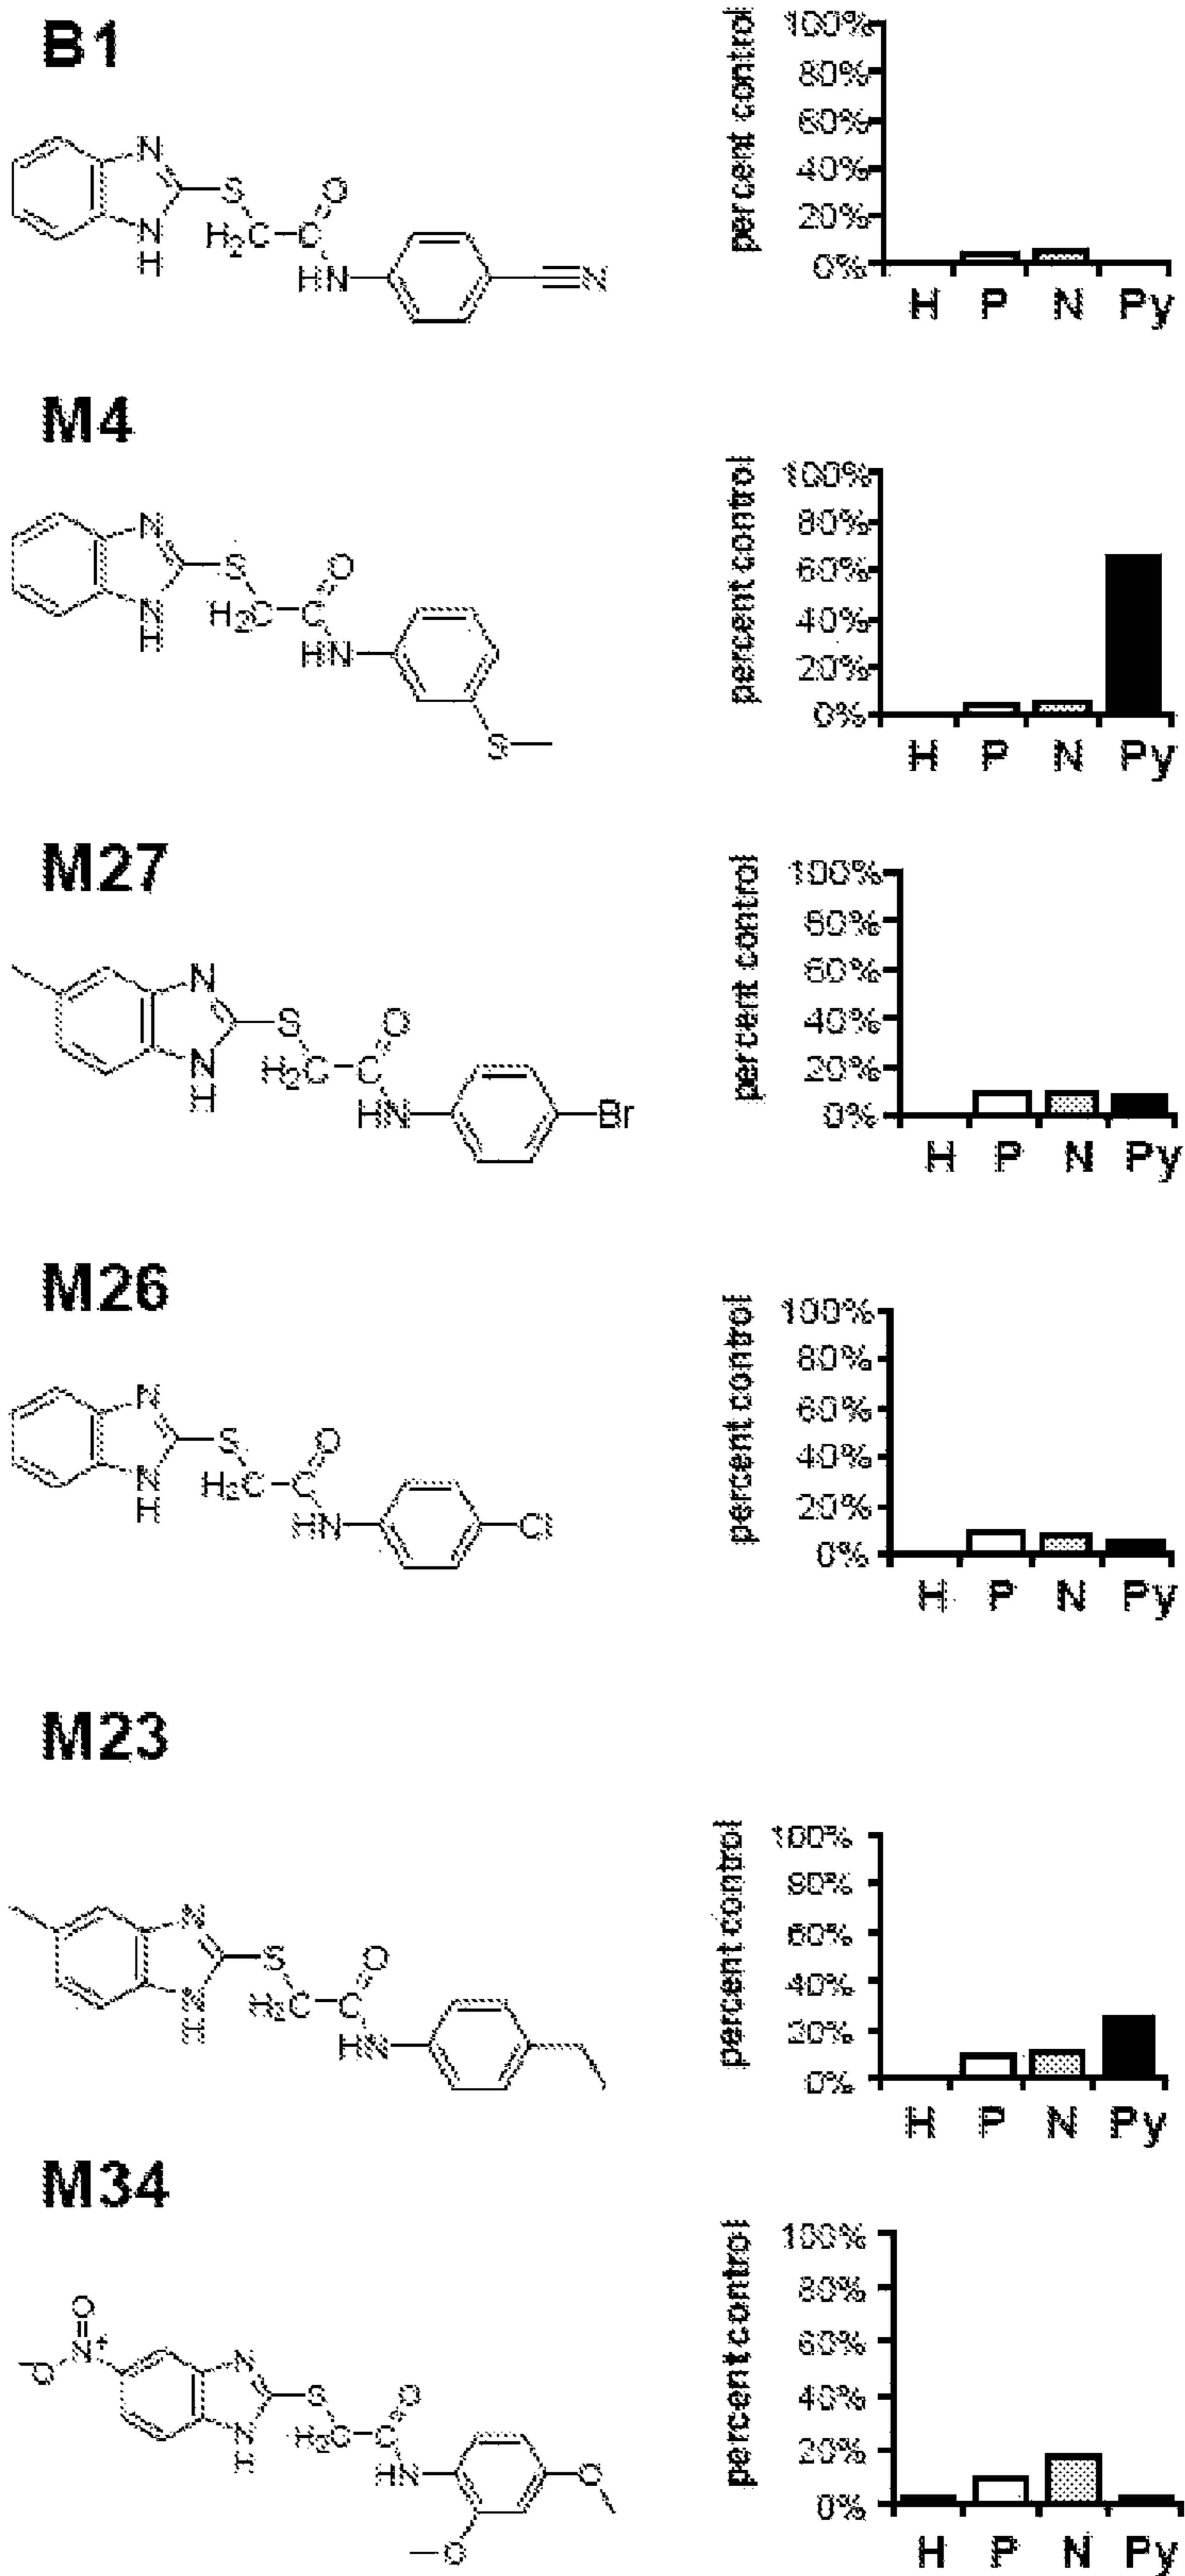 B1
N
S
O
N
H
H2C
C
HN
N
percent control
100%
80%
60%
40%
20%
0%
H P N Py
M4
N
S
O
N
H
H2C
C
HN
S
percent control
100%
80%
60%
40%
20%
0%
H P N Py
M27
N
S
O
N
H
H2C
C
HN
Br
percent control
100%
80%
60%
40%
20%
0%
H P N Py
M26
N
S
O
N
H
H2C
C
HN
Cl
percent control
100%
80%
60%
40%
20%
0%
H P N Py
M23
N
S
O
N
H
H2C
C
HN
percent control
100%
80%
60%
40%
20%
0%
H P N Py
M34
O
N+
O
N
S
O
N
H
H2C
C
HN
O
O
percent control
100%
80%
60%
40%
20%
0%
H P N Py